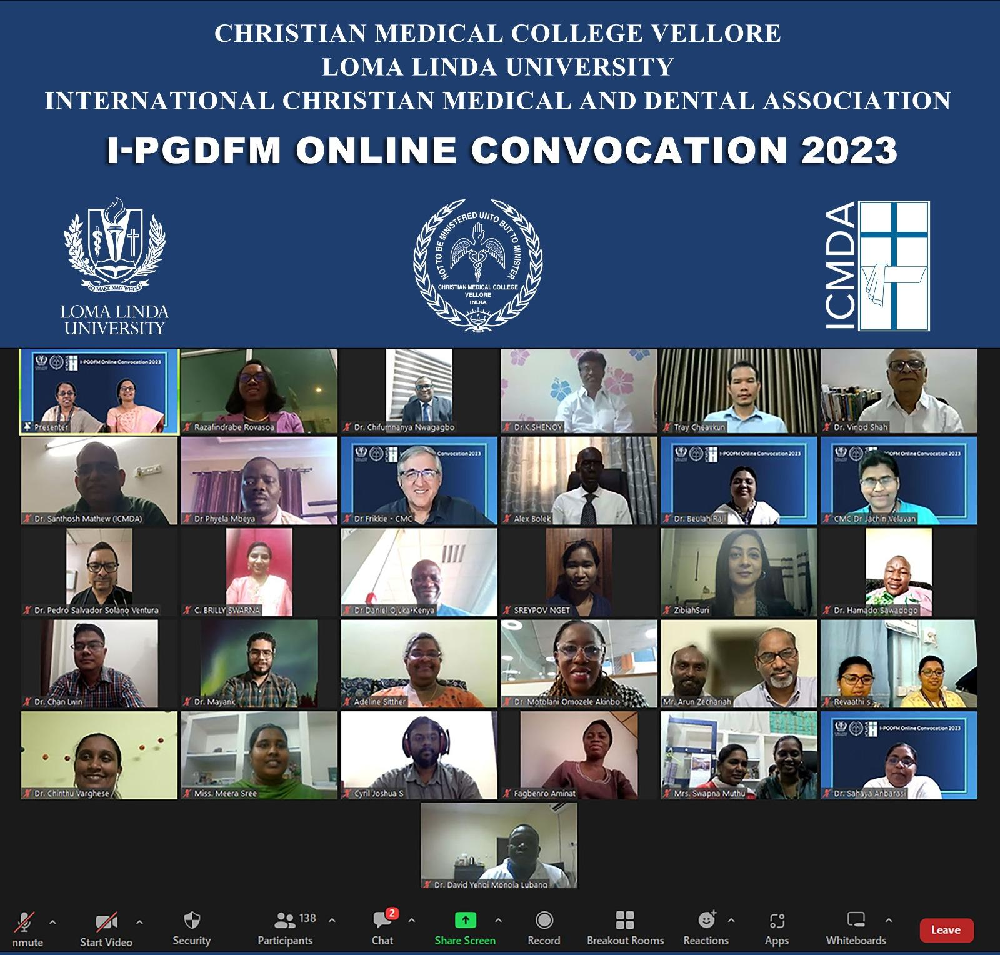 CHRISTIAN MEDICAL COLLEGE VELLORE
LOMA LINDA UNIVERSITY
INTERNATIONAL CHRISTIAN MEDICAL AND DENTAL ASSOCIATION
I-PGDFM ONLINE CONVOCATION 2023
TO MAKE MAN WHOLE
LOMA LINDA
UNIVERSITY
NOT TO BE MINISTERED UNTO BUT TO MINISTER
CHRISTIAN MEDICAL COLLEGE
VELLORE
INDIA
ICMDA
I-PGDFM Online Convocation 2023
Presenter
Razafindrabe Rovasoa
Dr. Chifumnanya Nwagagbo
Dr.K.SHENOY
Tray Cheavkun
Dr. Vinod Shah
Convocation 2023
I-PGDFM Online Convocation 2023
PGDFM Online Convocation 2023
Dr. Santhosh Mathew (ICMDA)
Dr Phyela Mbeya
Dr Frikkie - CMC
Alex Bolek
Dr. Beulah Raji
CMC Dr Jachin Velavan
Dr. Pedro Salvador Solano Ventura
C. BRILLY SWARNA
Dr Daniel Ojuka-Kenya
SREYPOV NGET
ZibiahSuri
Dr. Hamado Sawadogo
Dr. Chan Lwin
Dr. Mayank
Adeline Sitther
Dr. Motolani Omozele Akinbo
Mr. Arun Zechariah
Revaathi s
I-PGDFM Online Convocation 2023
Dr. Chinthu Varghese
Miss. Meera Sree
Cyril Joshua S
Fagbenro Aminat
Mrs. Swapna Muthu
Dr. Sahaya Anbarasi
Dr. David Yengi Monoja Lubang
138
2
nmute
Start Video
Security
Participants
Chat
Share Screen
Record
Breakout Rooms
Reactions
Apps
Whiteboards
Leave